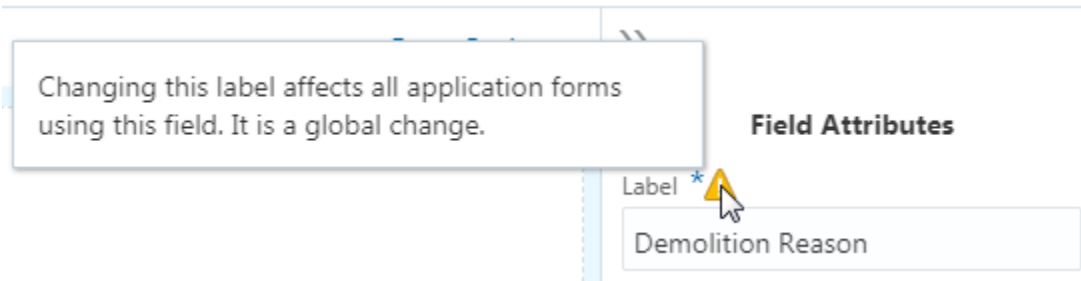 Changing this label affects all application forms
using this field. It is a global change.
Field Attributes
Label *
Demolition Reason